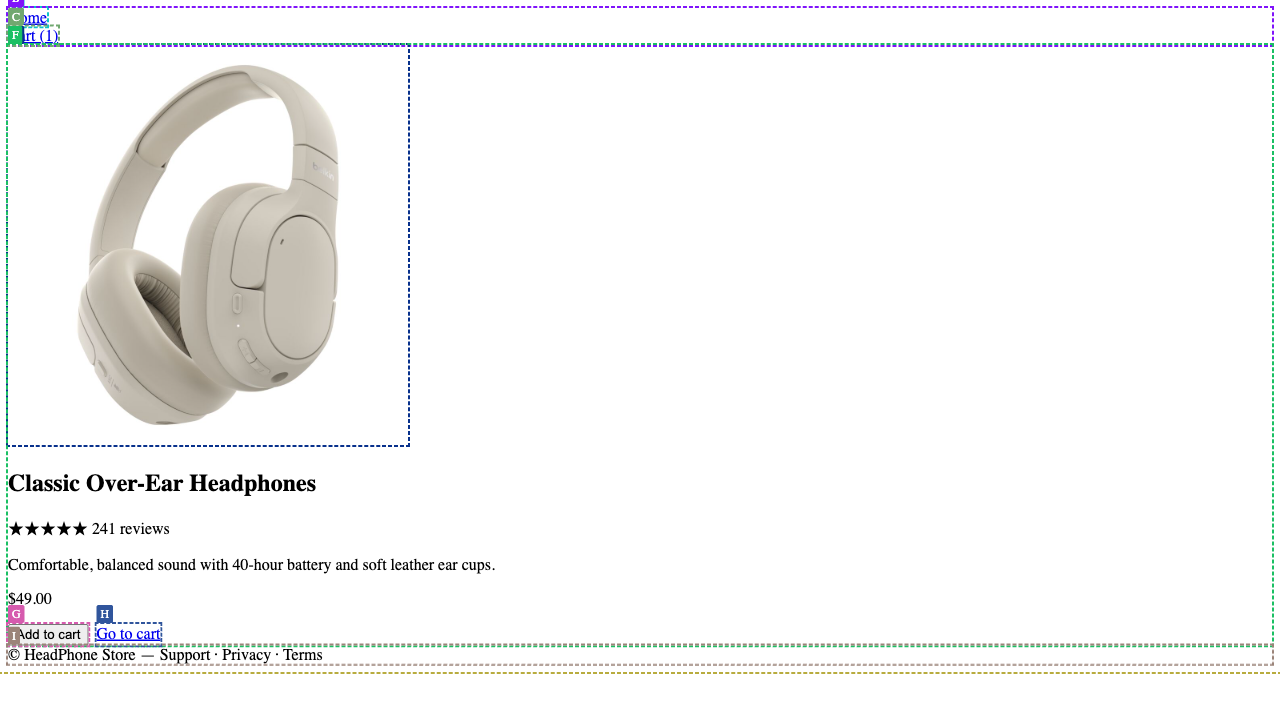 C ome
F rt (1)
Classic Over-Ear Headphones
★★★★★ 241 reviews
Comfortable, balanced sound with 40-hour battery and soft leather ear cups.
$49.00
G H
Add to cart Go to cart
I
© HeadPhone Store — Support · Privacy · Terms